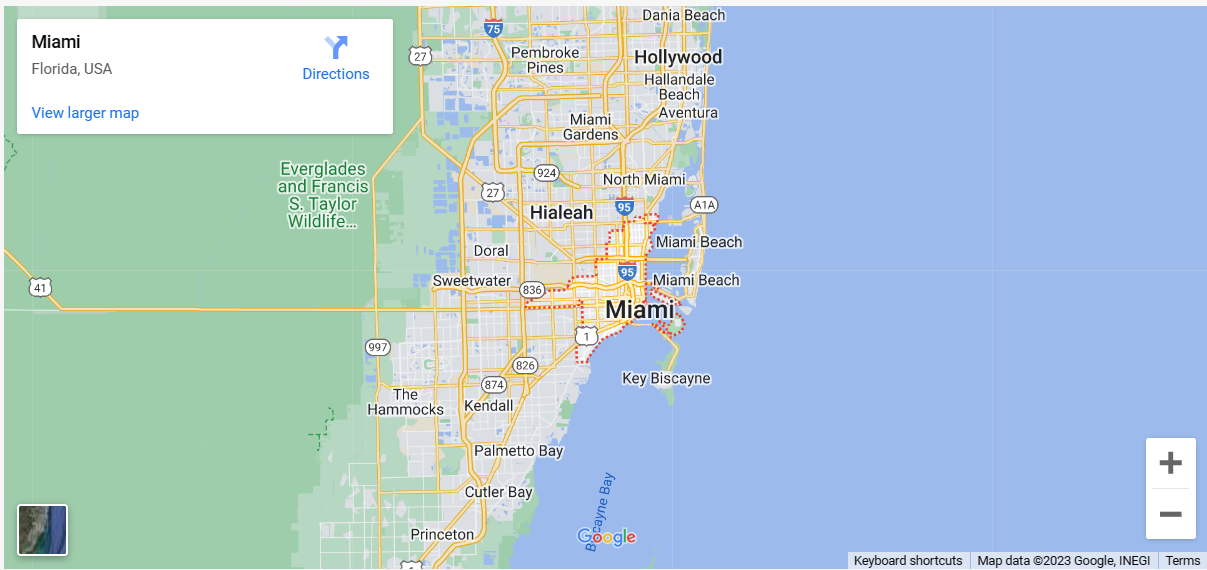 Miami
Florida, USA
Directions
View larger map
Dania Beach
75
27
Pembroke
Pines
Hollywood
Hallandale
Beach
Aventura
Miami
Gardens
Everglades
and Francis
S. Taylor
Wildlife...
924
North Miami
27
95
A1A
Hialeah
Doral
Miami Beach
95
Sweetwater
836
Miami Beach
41
Miami
1
997
826
Key Biscayne
874
The
Hammocks
Kendall
Palmetto Bay
Cutler Bay
Biscayne Bay
Princeton
Google
1
Keyboard shortcuts
Map data ©2023 Google, INEGI
Terms